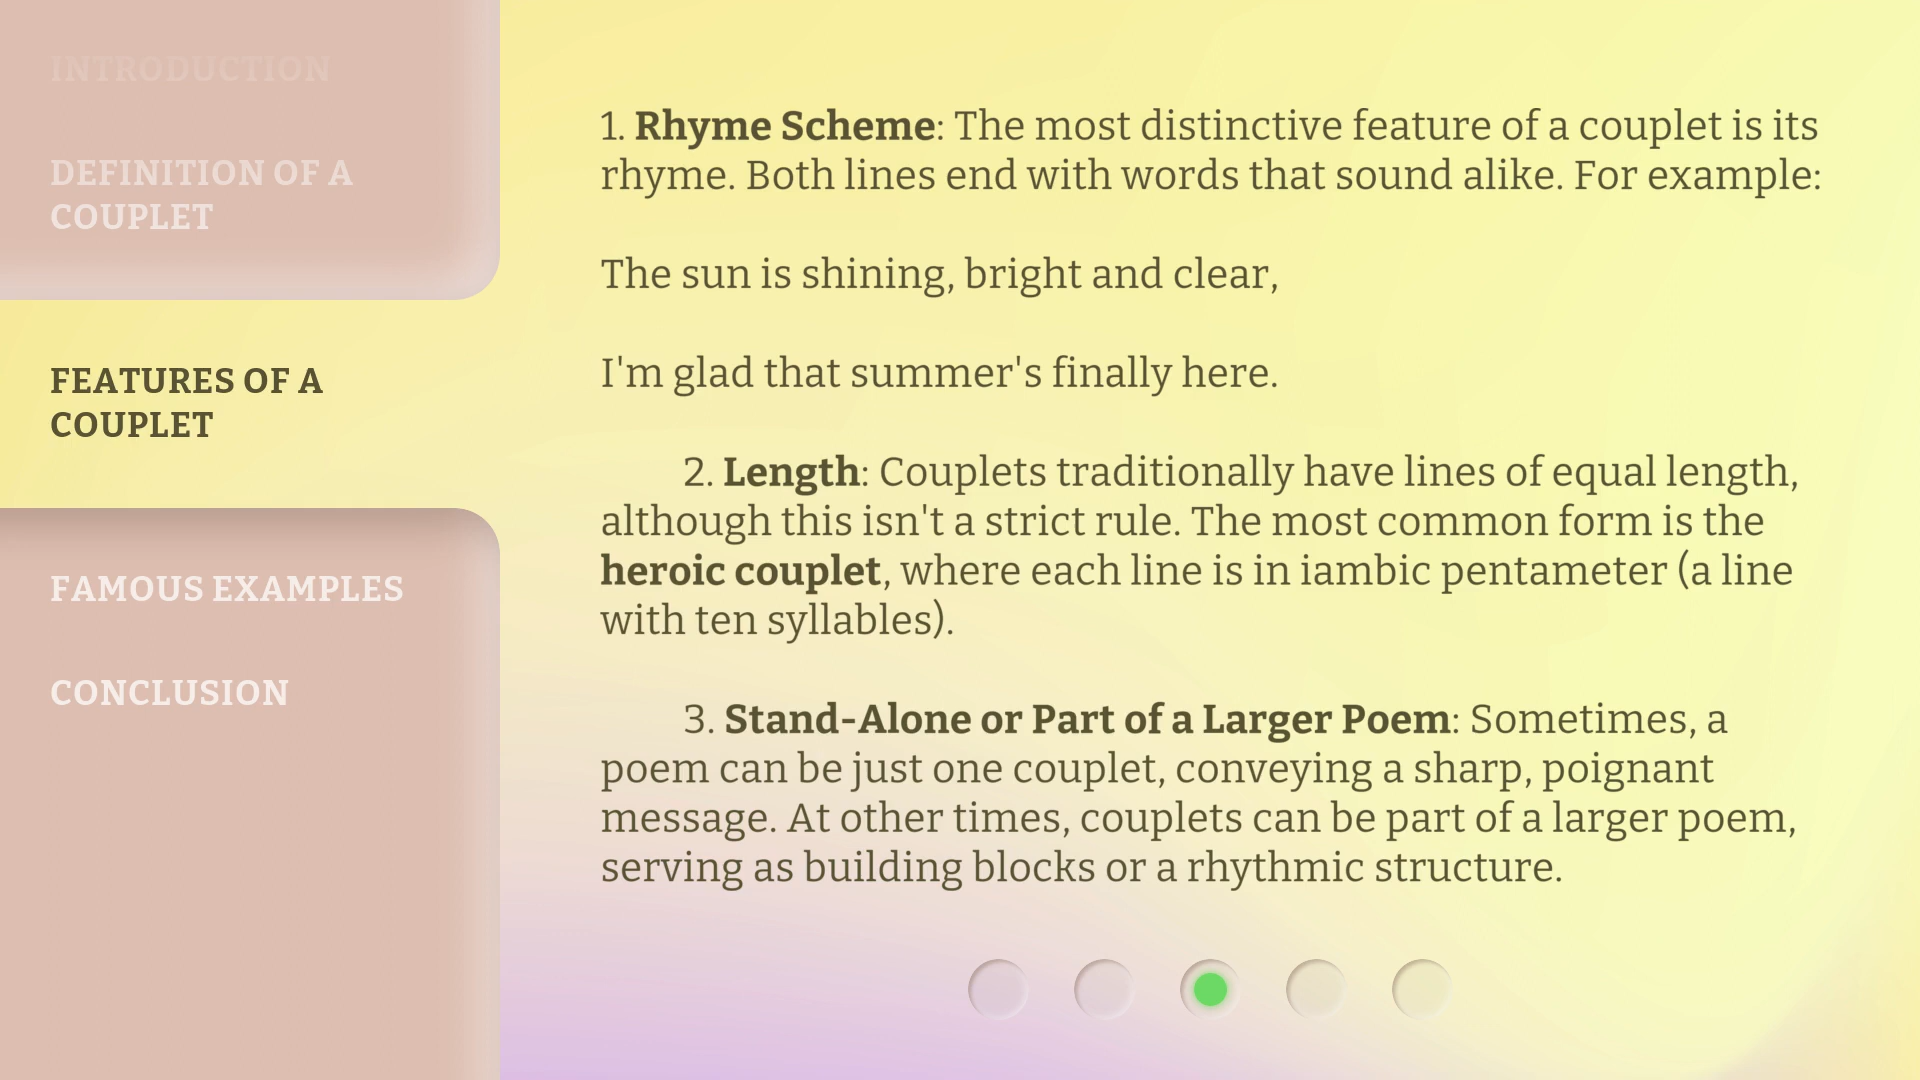 INTRODUCTION
DEFINITION OF A
COUPLET
FEATURES OF A
COUPLET
FAMOUS EXAMPLES
CONCLUSION
1. Rhyme Scheme: The most distinctive feature of a couplet is its
rhyme. Both lines end with words that sound alike. For example:
The sun is shining, bright and clear,
I'm glad that summer's finally here.
2. Length: Couplets traditionally have lines of equal length,
although this isn't a strict rule. The most common form is the
heroic couplet, where each line is in iambic pentameter (a line
with ten syllables).
3. Stand-Alone or Part of a Larger Poem: Sometimes, a
poem can be just one couplet, conveying a sharp, poignant
message. At other times, couplets can be part of a larger poem,
serving as building blocks or a rhythmic structure.